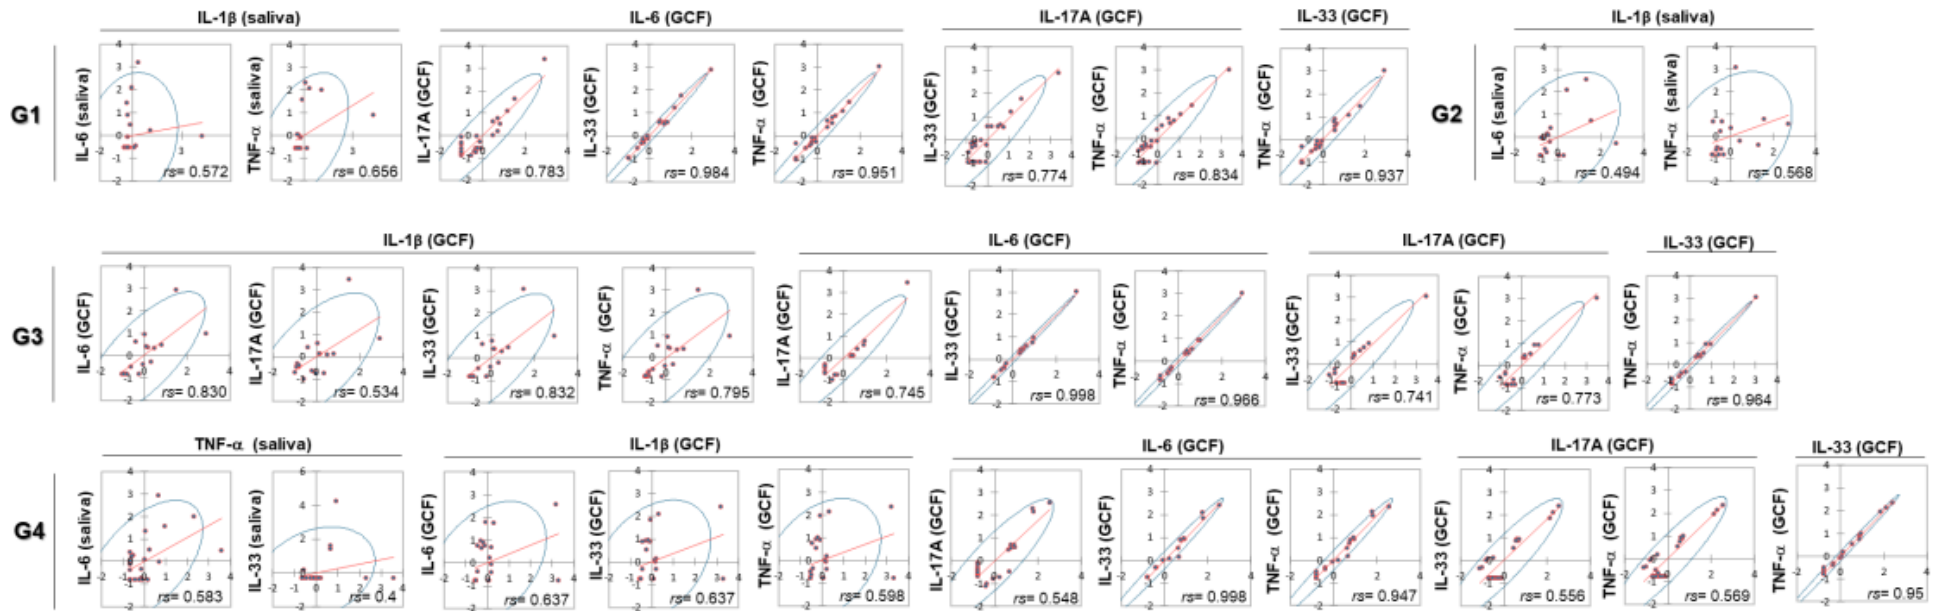 IL-1β (saliva) IL-6 (GCF) IL-17A (GCF) IL-33 (GCF) IL-1β (saliva)
G1
IL-6 (saliva) rs= 0.572
TNF-α (saliva) rs= 0.656
IL-17A (GCF) rs= 0.783
IL-33 (GCF) rs= 0.984
TNF-α (GCF) rs= 0.951
IL-33 (GCF) rs= 0.774
TNF-α (GCF) rs= 0.834
TNF-α (GCF) rs= 0.937
G2
IL-6 (saliva) rs= 0.494
TNF-α (saliva) rs= 0.568
IL-1β (GCF) IL-6 (GCF) IL-17A (GCF) IL-33 (GCF)
G3
IL-6 (GCF) rs= 0.830
IL-17A (GCF) rs= 0.534
IL-33 (GCF) rs= 0.832
TNF-α (GCF) rs= 0.795
IL-17A (GCF) rs= 0.745
IL-33 (GCF) rs= 0.998
TNF-α (GCF) rs= 0.966
IL-33 (GCF) rs= 0.741
TNF-α (GCF) rs= 0.773
TNF-α (GCF) rs= 0.964
TNF-α (saliva) IL-1β (GCF) IL-6 (GCF) IL-17A (GCF) IL-33 (GCF)
G4
IL-6 (saliva) rs= 0.583
IL-33 (saliva) rs= 0.4
IL-6 (GCF) rs= 0.637
IL-33 (GCF) rs= 0.637
TNF-α (GCF) rs= 0.598
IL-17A (GCF) rs= 0.548
IL-33 (GCF) rs= 0.998
TNF-α (GCF) rs= 0.947
IL-33 (GCF) rs= 0.556
TNF-α (GCF) rs= 0.569
TNF-α (GCF) rs= 0.95